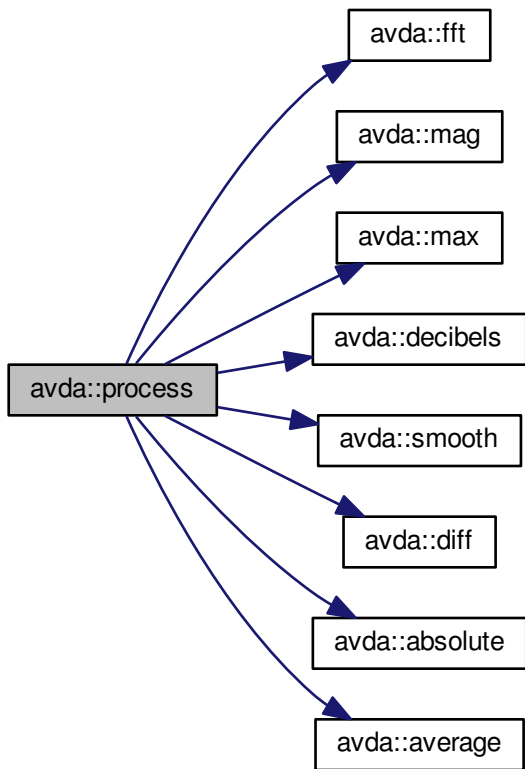 avda::fft
avda::mag
avda::max
avda::decibels
avda::process
avda::smooth
avda::diff
avda::absolute
avda::average